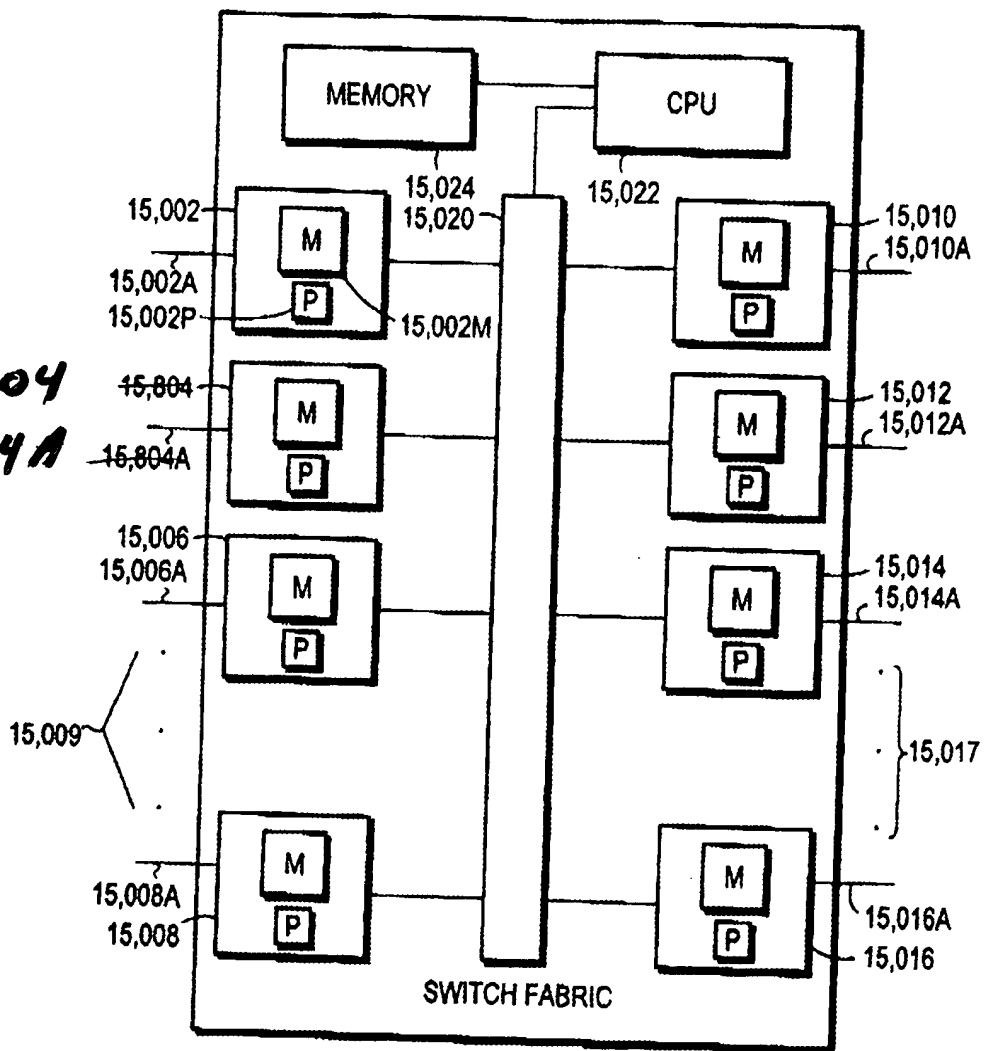 MEMORY
CPU
15,024
15,020
15,022
15,002
M
15,002A
P
15,002P
15,002M
15,010
M
15,010A
P
04
15,804
M
4A
15,804A
P
15,012
M
15,012A
P
15,006
M
15,006A
P
15,014
M
15,014A
P
15,009
15,017
M
15,008A
15,008
P
M
15,016A
P
15,016
SWITCH FABRIC